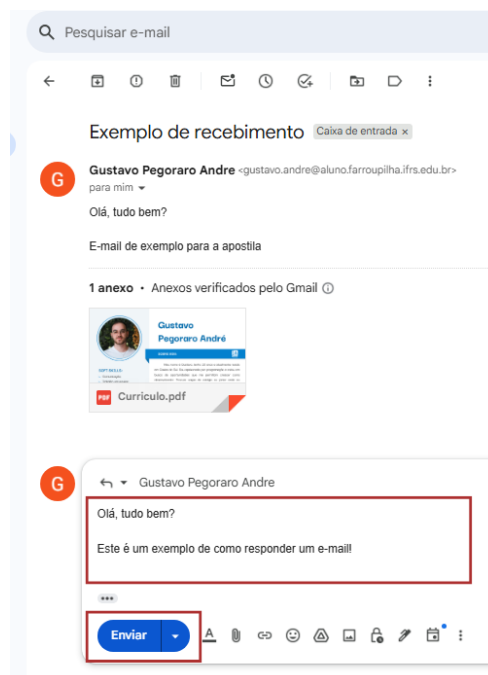 Pesquisar e-mail
Exemplo de recebimento Caixa de entrada ×
Gustavo Pegoraro Andre <gustavo.andre@aluno.farroupilha.ifrs.edu.br>
G
para mim
Olá, tudo bem?
E-mail de exemplo para a apostila
1 anexo • Anexos verificados pelo Gmail
Gustavo
Pegoraro André
PDF Curriculo.pdf
G
Gustavo Pegoraro Andre
Olá, tudo bem?
Este é um exemplo de como responder um e-mail!
Enviar A